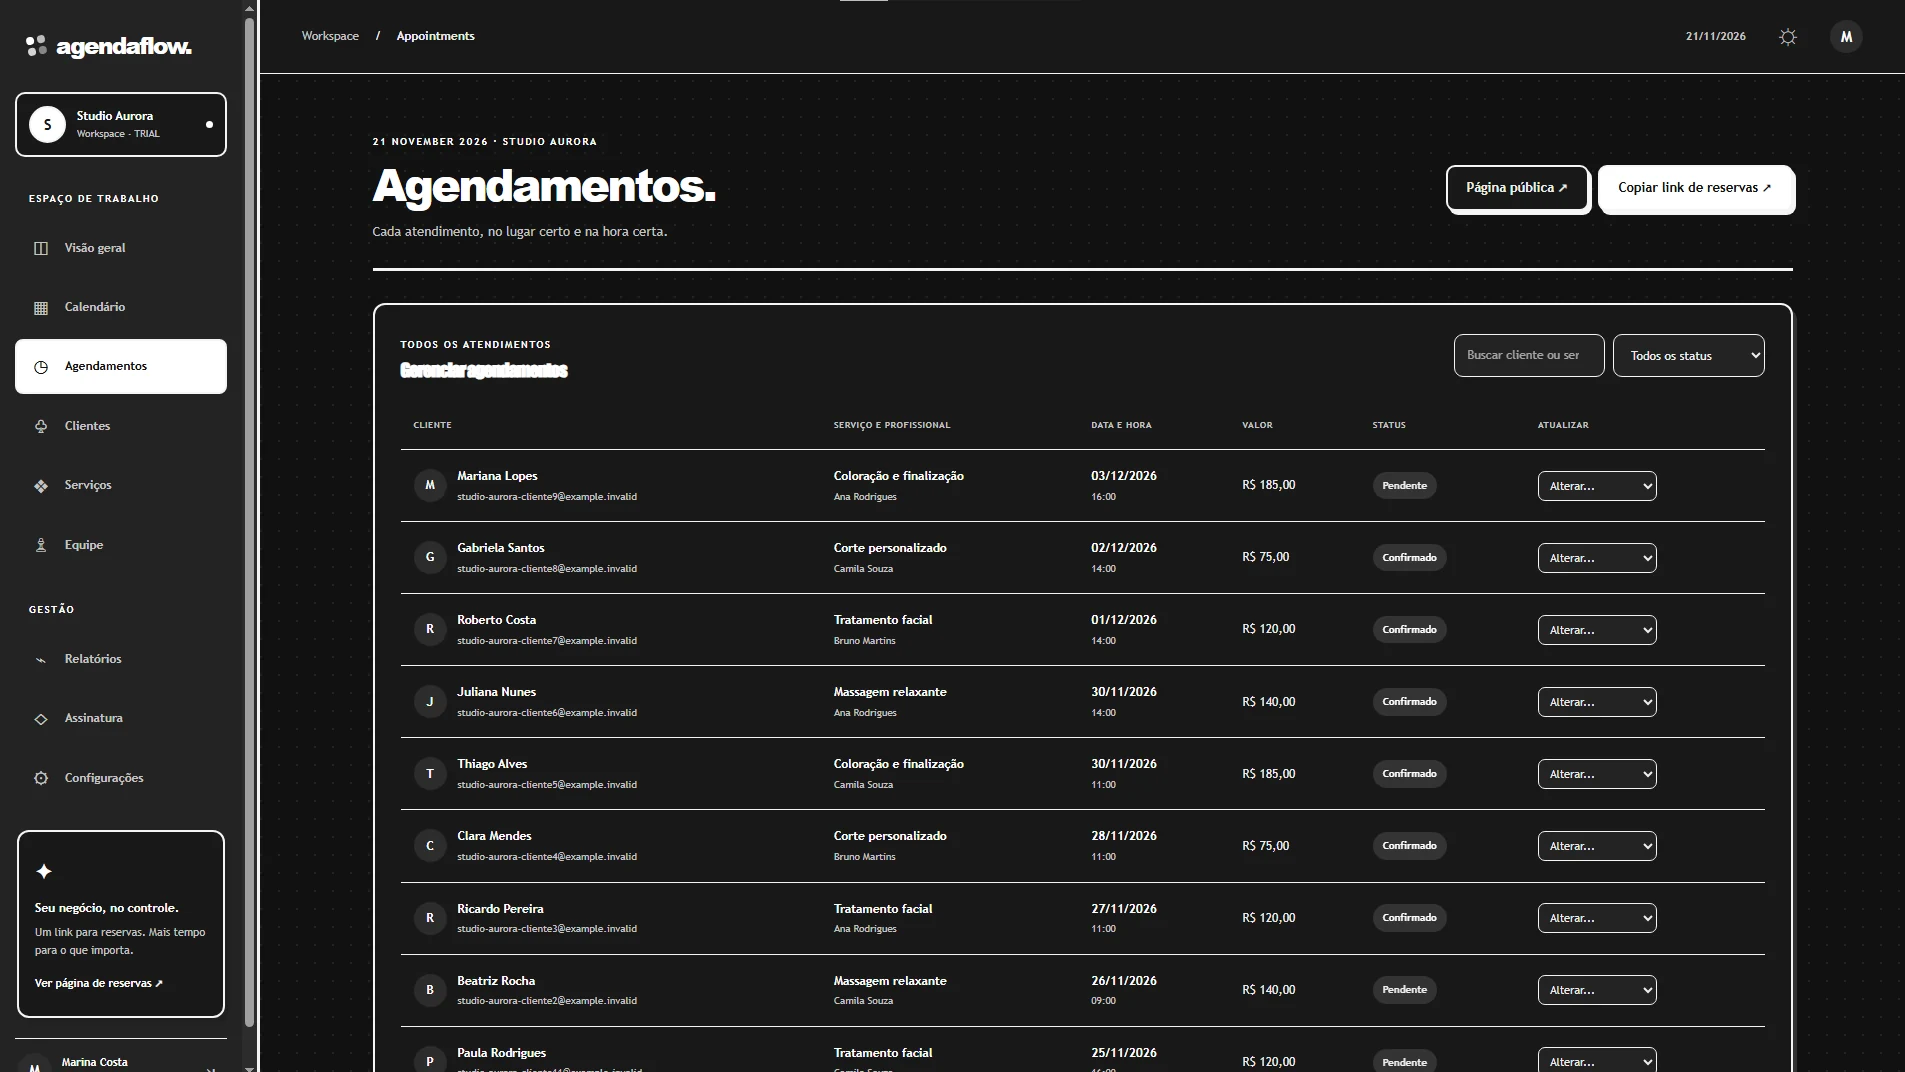 agendaflow.
S
Studio Aurora
Workspace - TRIAL
ESPAÇO DE TRABALHO
Visão geral
Calendário
Agendamentos
Clientes
Serviços
Equipe
GESTÃO
Relatórios
Assinatura
Configurações
Seu negócio, no controle.
Um link para reservas. Mais tempo
para o que importa.
Ver página de reservas ↗
M
Marina Costa
Workspace / Appointments
21/11/2026
M
21 NOVEMBER 2026 · STUDIO AURORA
Agendamentos.
Cada atendimento, no lugar certo e na hora certa.
Página pública ↗
Copiar link de reservas ↗
TODOS OS ATENDIMENTOS
Gerenciar agendamentos
Buscar cliente ou ser
Todos os status
CLIENTE SERVIÇO E PROFISSIONAL DATA E HORA VALOR STATUS ATUALIZAR
M Mariana Lopes Coloração e finalização 03/12/2026 R$ 185,00 Pendente Alterar...
studio-aurora-cliente9@example.invalid Ana Rodrigues 16:00
G Gabriela Santos Corte personalizado 02/12/2026 R$ 75,00 Confirmado Alterar...
studio-aurora-cliente8@example.invalid Camila Souza 14:00
R Roberto Costa Tratamento facial 01/12/2026 R$ 120,00 Confirmado Alterar...
studio-aurora-cliente7@example.invalid Bruno Martins 14:00
J Juliana Nunes Massagem relaxante 30/11/2026 R$ 140,00 Confirmado Alterar...
studio-aurora-cliente6@example.invalid Ana Rodrigues 14:00
T Thiago Alves Coloração e finalização 30/11/2026 R$ 185,00 Confirmado Alterar...
studio-aurora-cliente5@example.invalid Camila Souza 11:00
C Clara Mendes Corte personalizado 28/11/2026 R$ 75,00 Confirmado Alterar...
studio-aurora-cliente4@example.invalid Bruno Martins 11:00
R Ricardo Pereira Tratamento facial 27/11/2026 R$ 120,00 Confirmado Alterar...
studio-aurora-cliente3@example.invalid Ana Rodrigues 11:00
B Beatriz Rocha Massagem relaxante 26/11/2026 R$ 140,00 Pendente Alterar...
studio-aurora-cliente2@example.invalid Camila Souza 09:00
P Paula Rodrigues Tratamento facial 25/11/2026 R$ 120,00 Pendente Alterar...